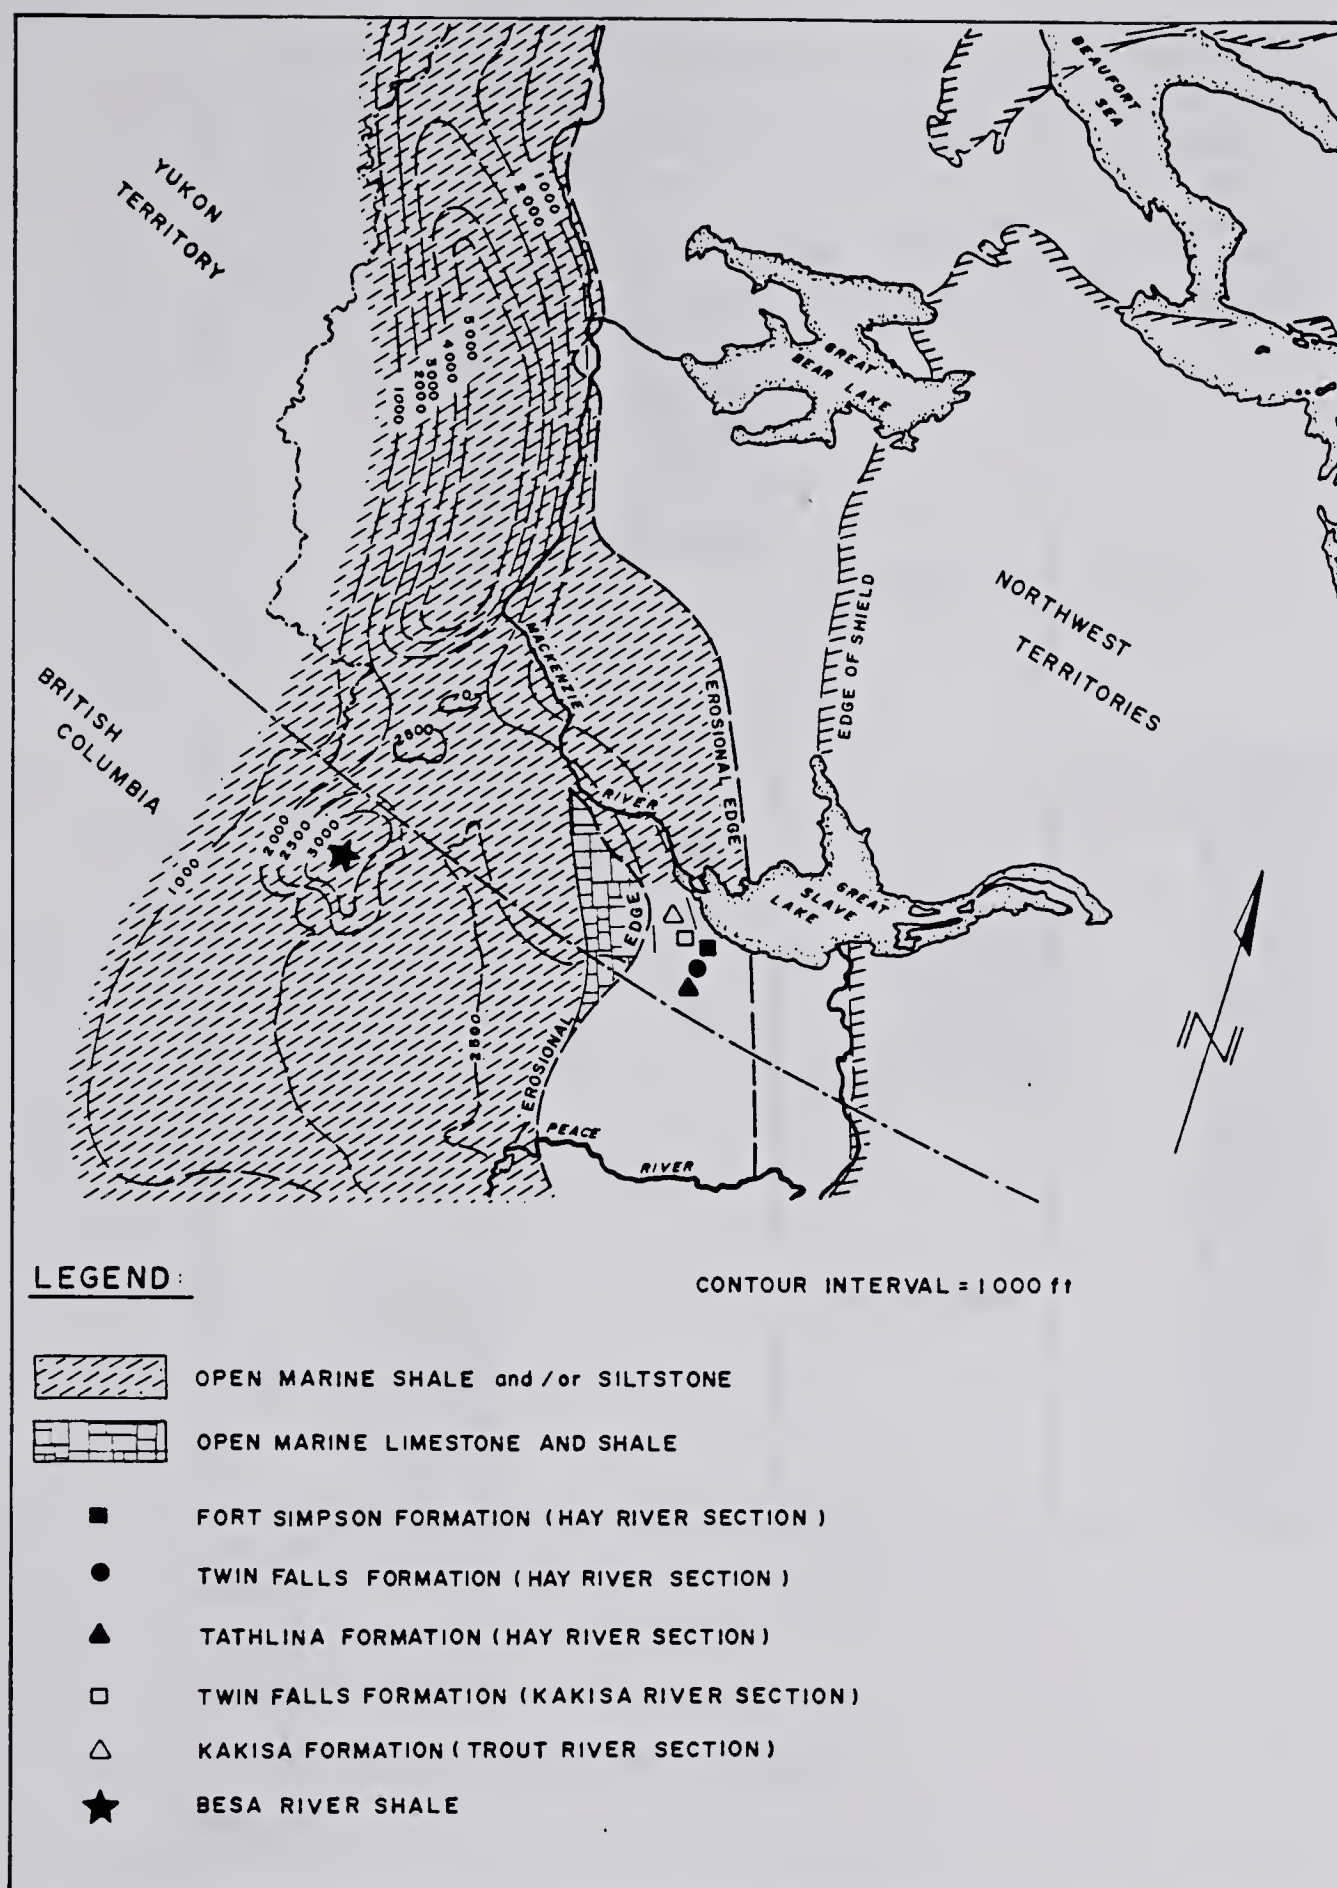 BEAUFORT
SEA
YUKON
TERRITORY
1000
2000
GREAT
BEAR LAKE
5000
4000
3000
2000
1000
NORTHWEST
TERRITORIES
EDGE OF SHIELD
MACKENZIE
RIVER
EROSIONAL EDGE
BRITISH
COLUMBIA
0
2500
2000
2500
3000
1000
GREAT
SLAVE
LAKE
EROSIONAL EDGE
2500
PEACE
RIVER
N
LEGEND:
CONTOUR INTERVAL = 1000 ft
OPEN MARINE SHALE and/or SILTSTONE
OPEN MARINE LIMESTONE AND SHALE
FORT SIMPSON FORMATION (HAY RIVER SECTION)
TWIN FALLS FORMATION (HAY RIVER SECTION)
TATHLINA FORMATION (HAY RIVER SECTION)
TWIN FALLS FORMATION (KAKISA RIVER SECTION)
KAKISA FORMATION (TROUT RIVER SECTION)
BESA RIVER SHALE